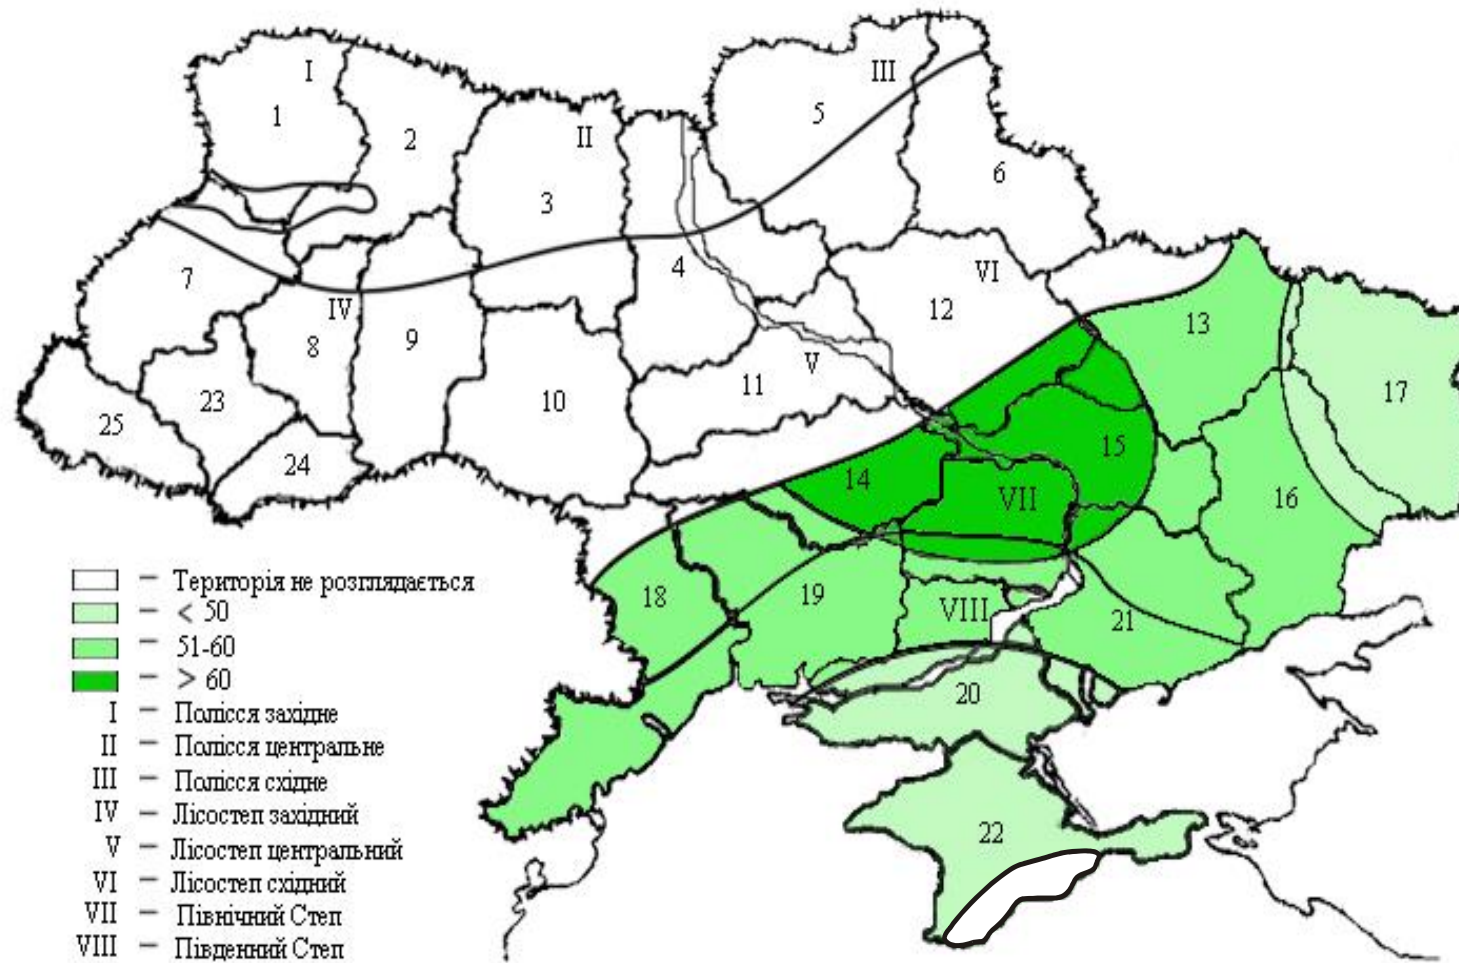 I
III
1
2
II
5
3
6
4
7
IV
VI
12
13
8
9
V
17
23
10
11
25
24
15
14
VII
16
18
19
VIII
21
20
22
– Територія не розглядається
– < 50
– 51-60
– > 60
I – Полісся західне
II – Полісся центральне
III – Полісся східне
IV – Лісостеп західний
V – Лісостеп центральний
VI – Лісостеп східний
VII – Північний Степ
VIII – Південний Степ